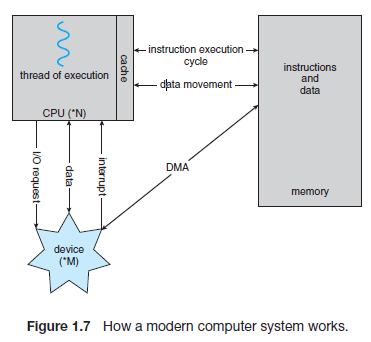 thread of execution
cache
CPU (*N)
instruction execution
cycle
data movement
instructions
and
data
memory
I/O request
data
interrupt
DMA
device
(*M)
Figure 1.7 How a modern computer system works.